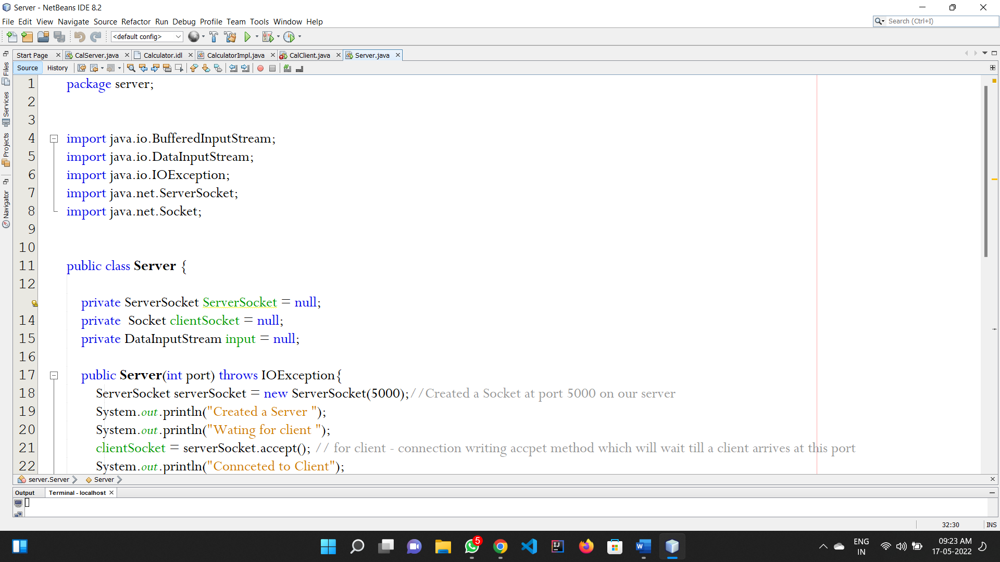 Server - NetBeans IDE 8.2
File Edit View Navigate Source Refactor Run Debug Profile Team Tools Window Help
Search (Ctrl+I)
<default config>
Start Page
CalServer.java
Calculator.idl
CalculatorImpl.java
CalClient.java
Server.java
Source History
Files
Services
Projects
Navigator
1 package server;
2
3
4 import java.io.BufferedInputStream;
5 import java.io.DataInputStream;
6 import java.io.IOException;
7 import java.net.ServerSocket;
8 import java.net.Socket;
9
10
11 public class Server {
12
private ServerSocket ServerSocket = null;
14 private  Socket clientSocket = null;
15 private DataInputStream input = null;
16
17 public Server(int port) throws IOException{
18 ServerSocket serverSocket = new ServerSocket(5000);//Created a Socket at port 5000 on our server
19 System.out.println("Created a Server ");
20 System.out.println("Wating for client ");
21 clientSocket = serverSocket.accept(); // for client - connection writing accpet method which will wait till a client arrives at this port
22 System.out.println("Connceted to Client");
server.Server
Server
Output
Terminal - localhost
32:30
INS
5
ENG
IN
09:23 AM
17-05-2022